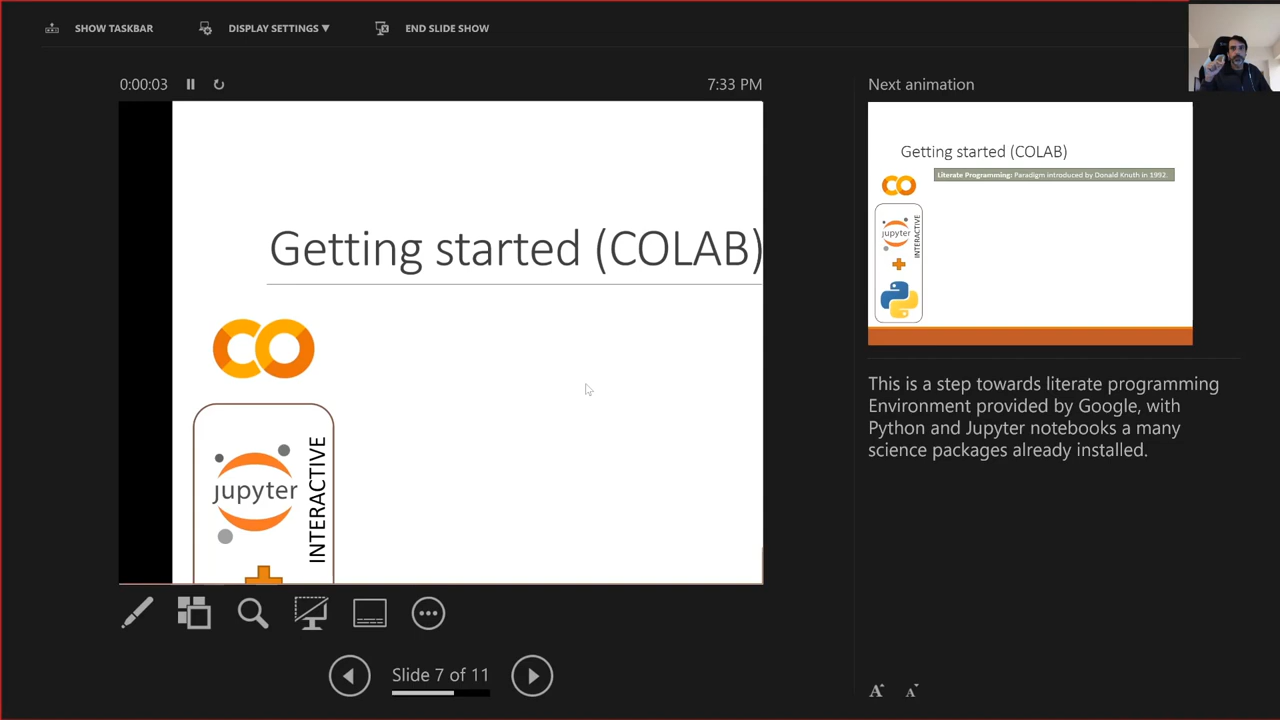 SHOW TASKBAR
DISPLAY SETTINGS ▼
END SLIDE SHOW
0:00:03
7:33 PM
Getting started (COLAB)
jupyter
INTERACTIVE
Slide 7 of 11
Next animation
Getting started (COLAB)
Literate Programming: Paradigm introduced by Donald Knuth in 1992.
jupyter
INTERACTIVE
This is a step towards literate programming
Environment provided by Google, with
Python and Jupyter notebooks a many
science packages already installed.
A
A